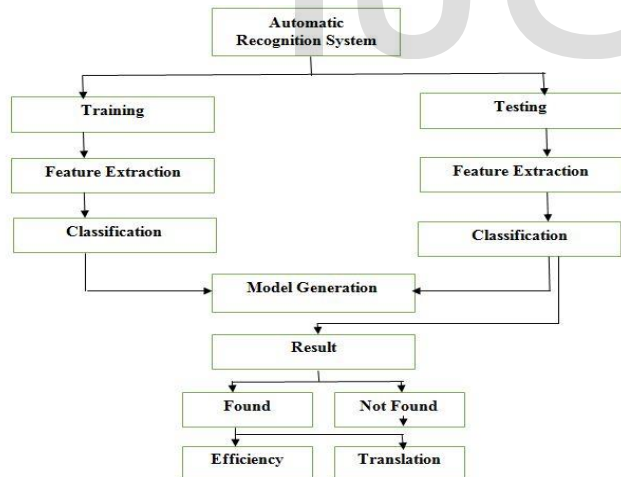 Automatic
Recognition System
Training
Testing
Feature Extraction
Feature Extraction
Classification
Classification
Model Generation
Result
Found
Not Found
Efficiency
Translation